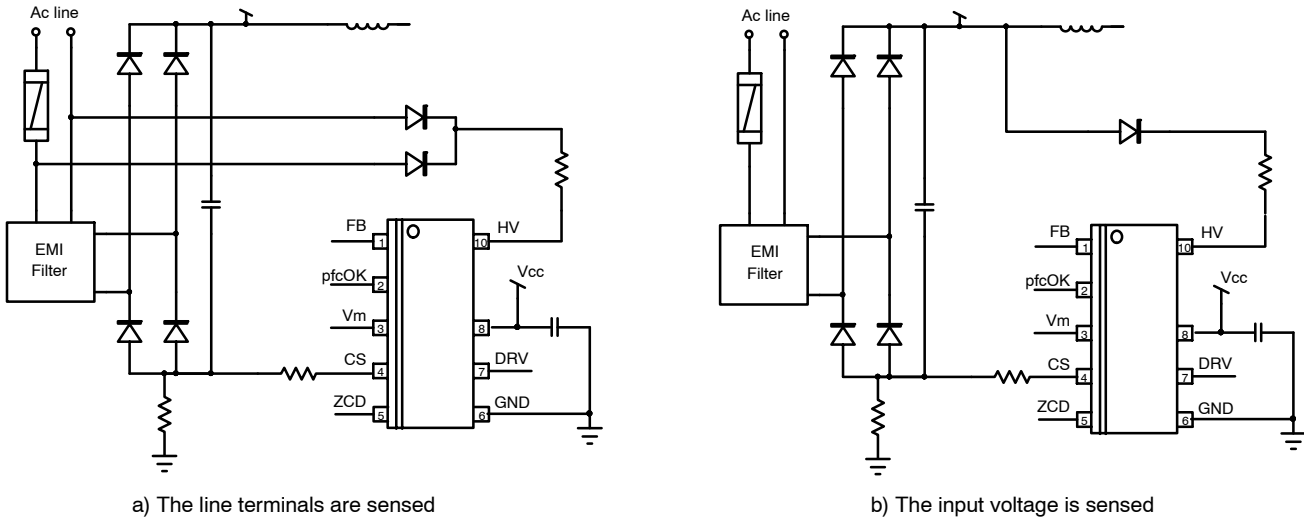 Ac line
EMI
Filter
FB
pfcOK
Vm
CS
ZCD
1
2
3
4
5
HV
Vcc
DRV
GND
10
8
7
6
a) The line terminals are sensed
Ac line
EMI
Filter
FB
pfcOK
Vm
CS
ZCD
1
2
3
4
5
HV
Vcc
DRV
GND
10
8
7
6
b) The input voltage is sensed